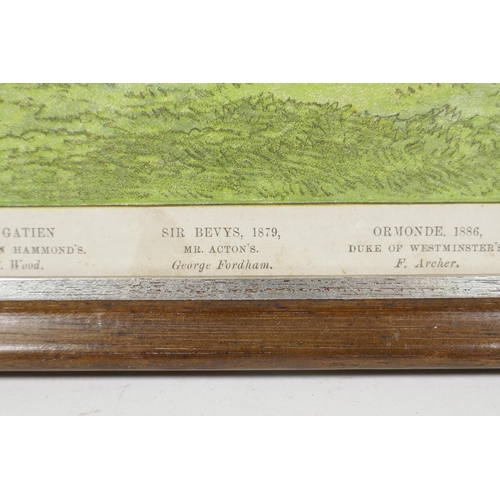 GATIEN
N HAMMOND'S.
Wood.
SIR BEVYS, 1879,
MR. ACTON'S.
George Fordham.
ORMONDE, 1886,
DUKE OF WESTMINSTER'S
F. Archer.